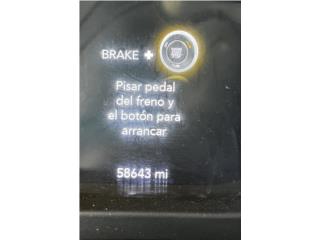 BRAKE +
Pisar pedal
del freno y
el botón para
arrancar
58643 mi